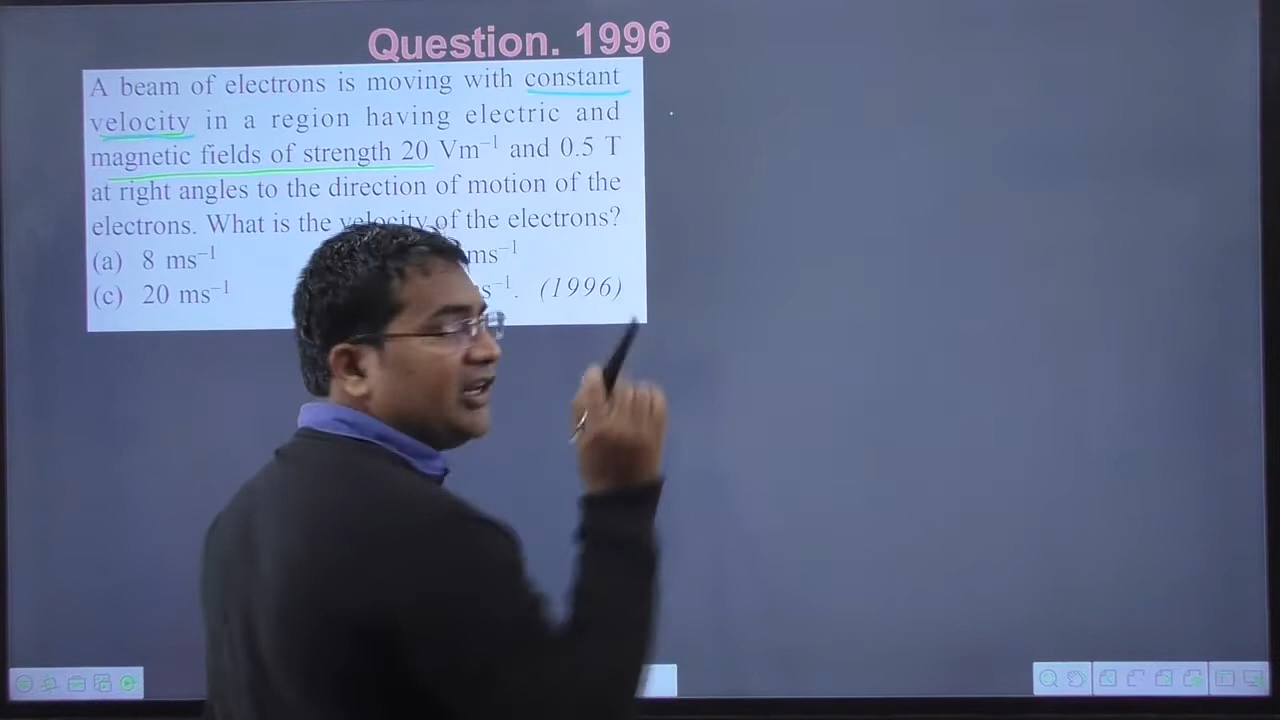 Question. 1996
A beam of electrons is moving with constant
velocity in a region having electric and
magnetic fields of strength 20 Vm⁻¹ and 0.5 T
at right angles to the direction of motion of the
electrons. What is the velocity of the electrons?
(a) 8 ms⁻¹ ms⁻¹
(c) 20 ms⁻¹ s⁻¹. (1996)